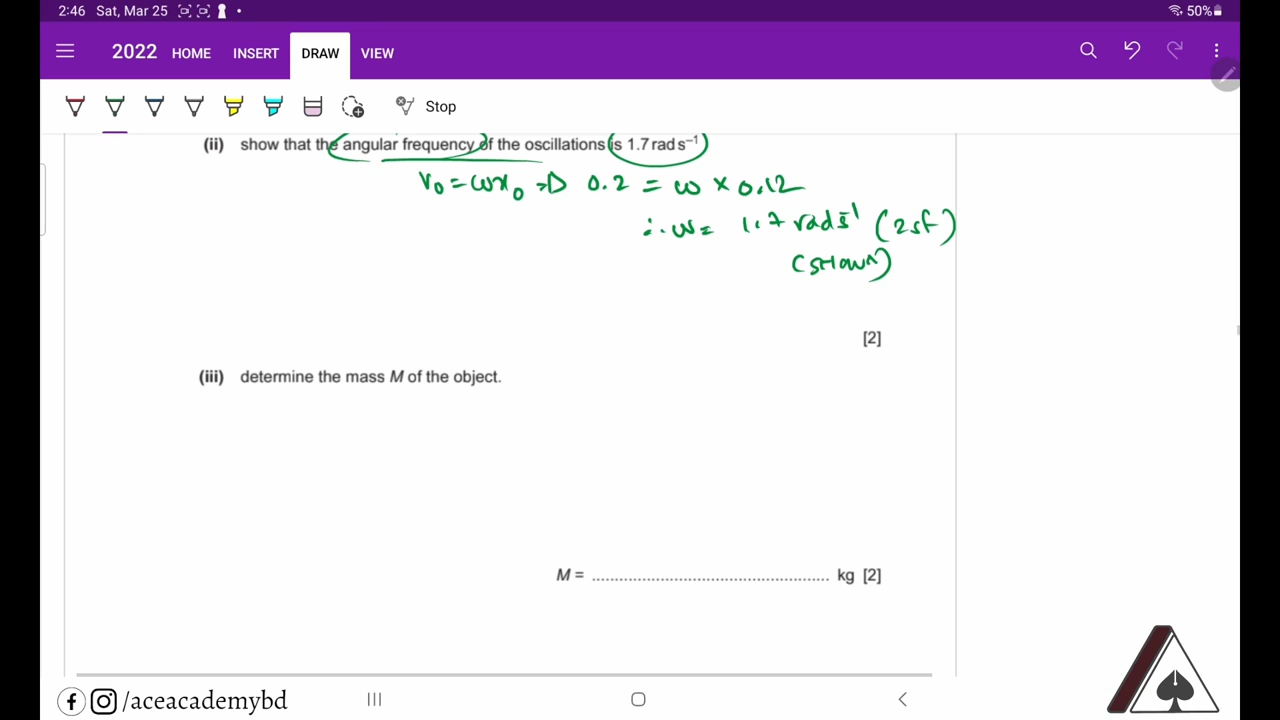 2:46 Sat, Mar 25
50%
2022 HOME INSERT DRAW VIEW
Stop
(ii) show that the angular frequency of the oscillations is 1.7 rad s⁻¹
v₀ = ωx₀ ⇒ 0.2 = ω × 0.12
∴ ω = 1.7 rad s⁻¹ (2sf)
(shown)
[2]
(iii) determine the mass M of the object.
M = ................................................... kg [2]
/aceacademybd